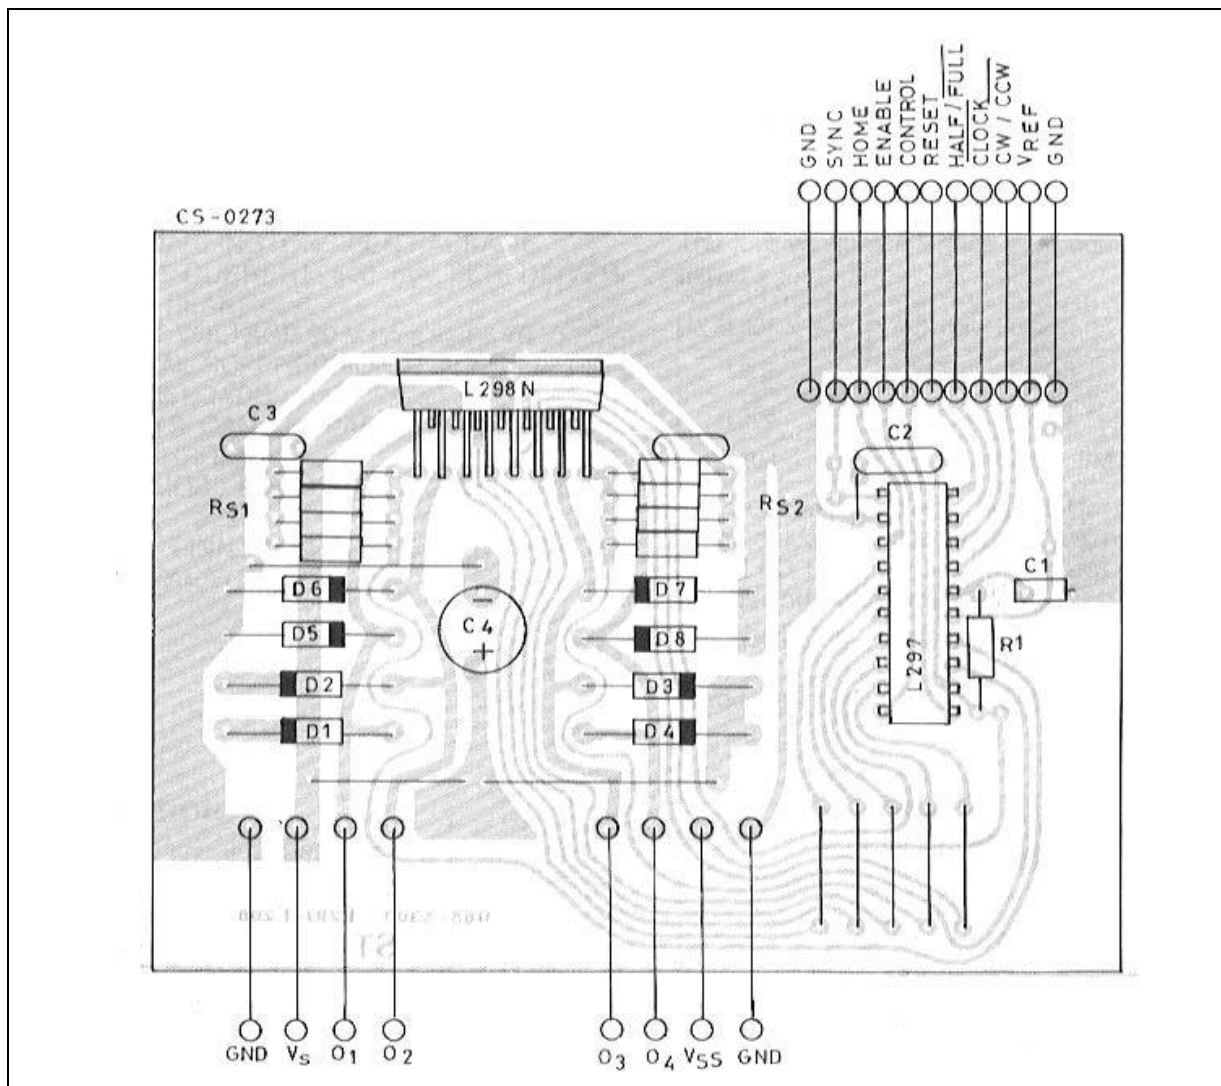 GND
SYNC
HOME
ENABLE
CONTROL
RESET
HALF/FULL
CLOCK
CW / CCW
VREF
GND
CS-0273
L298N
C3
C2
RS1
RS2
C1
D6
D7
C4
D5
D8
R1
L297
D2
D3
D1
D4
ST
GND
VS
O1
O2
O3
O4
VSS
GND